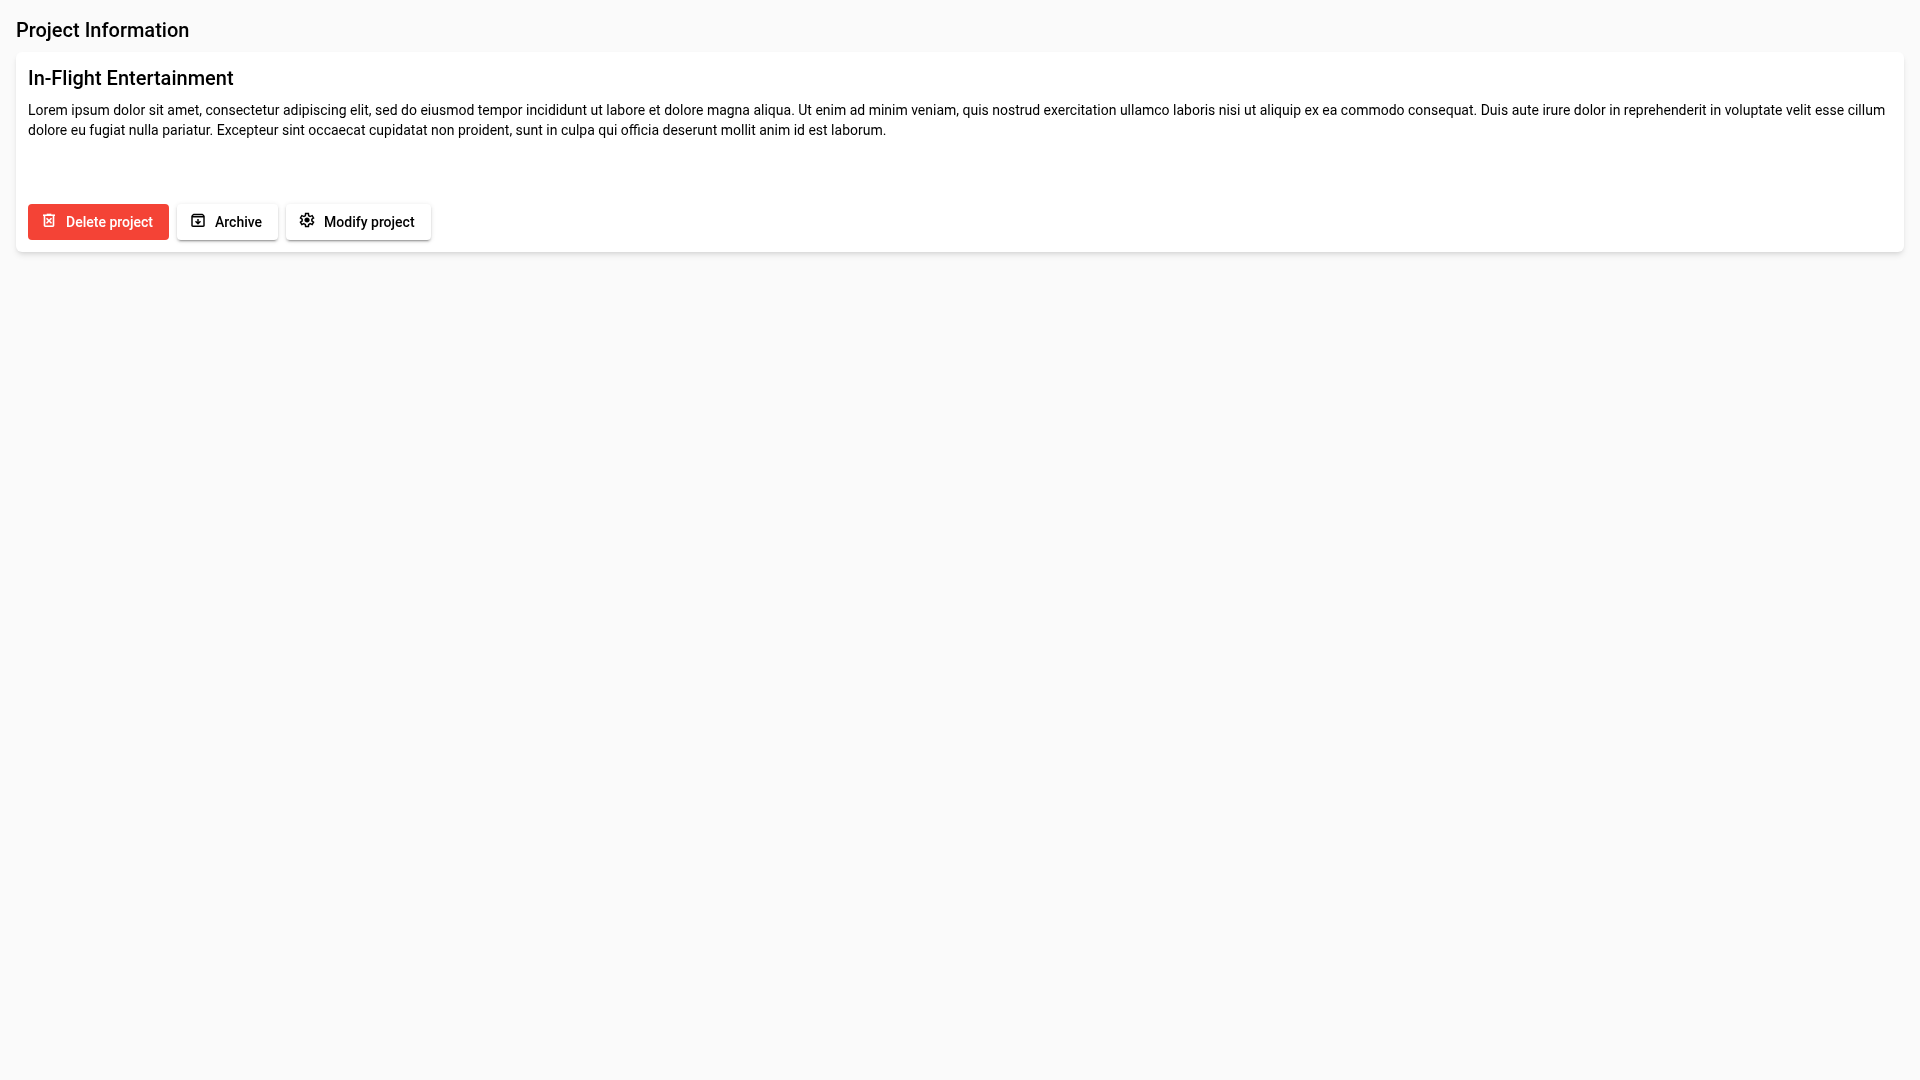 Project Information
In-Flight Entertainment
Lorem ipsum dolor sit amet, consectetur adipiscing elit, sed do eiusmod tempor incididunt ut labore et dolore magna aliqua. Ut enim ad minim veniam, quis nostrud exercitation ullamco laboris nisi ut aliquip ex ea commodo consequat. Duis aute irure dolor in reprehenderit in voluptate velit esse cillum
dolore eu fugiat nulla pariatur. Excepteur sint occaecat cupidatat non proident, sunt in culpa qui officia deserunt mollit anim id est laborum.
Delete project Archive Modify project